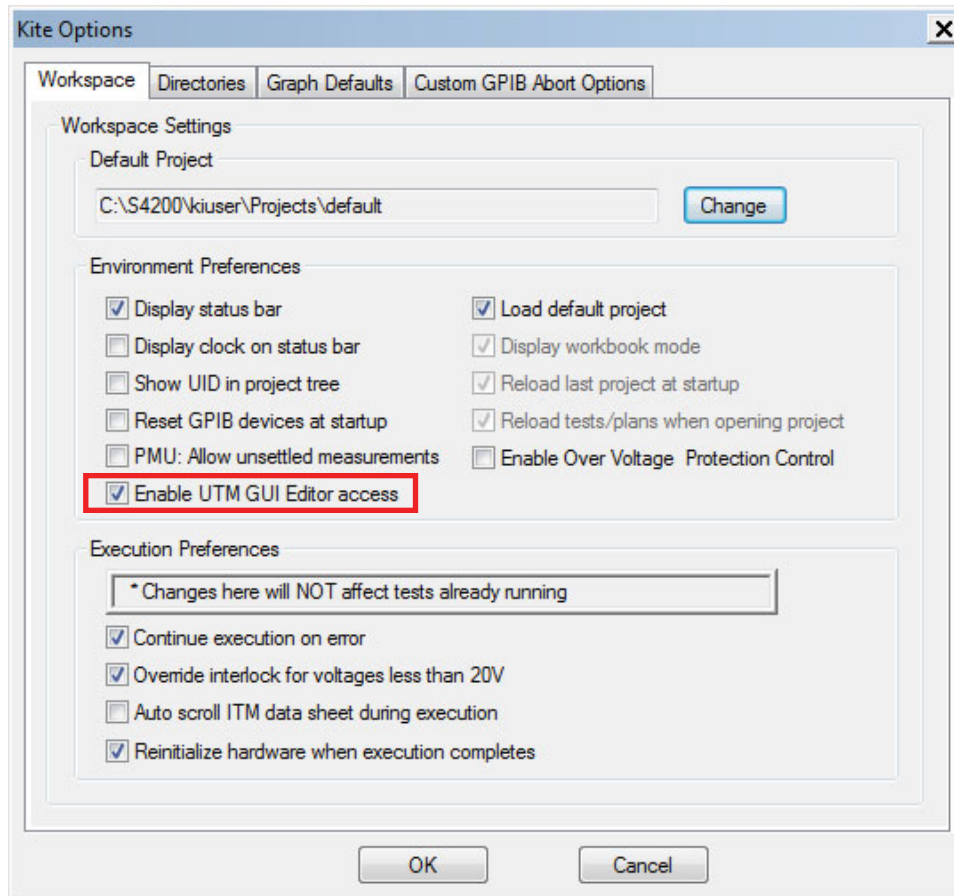 Kite Options
Workspace Directories Graph Defaults Custom GPIB Abort Options
Workspace Settings
Default Project
C:\S4200\kiuser\Projects\default Change
Environment Preferences
Display status bar Load default project
Display clock on status bar Display workbook mode
Show UID in project tree Reload last project at startup
Reset GPIB devices at startup Reload tests/plans when opening project
PMU: Allow unsettled measurements Enable Over Voltage Protection Control
Enable UTM GUI Editor access
Execution Preferences
* Changes here will NOT affect tests already running
Continue execution on error
Override interlock for voltages less than 20V
Auto scroll ITM data sheet during execution
Reinitialize hardware when execution completes
OK Cancel